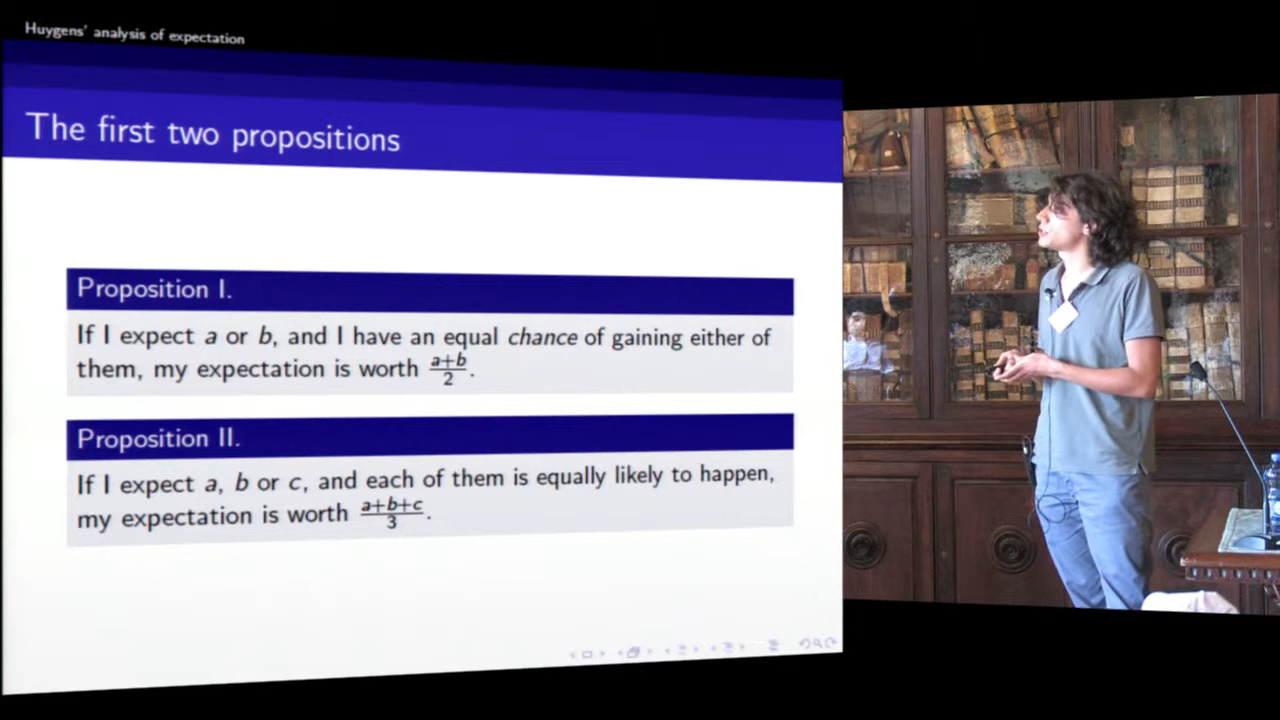 Huygens' analysis of expectation
The first two propositions
Proposition I.
If I expect a or b, and I have an equal chance of gaining either of
them, my expectation is worth \frac{a+b}{2}.
Proposition II.
If I expect a, b or c, and each of them is equally likely to happen,
my expectation is worth \frac{a+b+c}{3}.